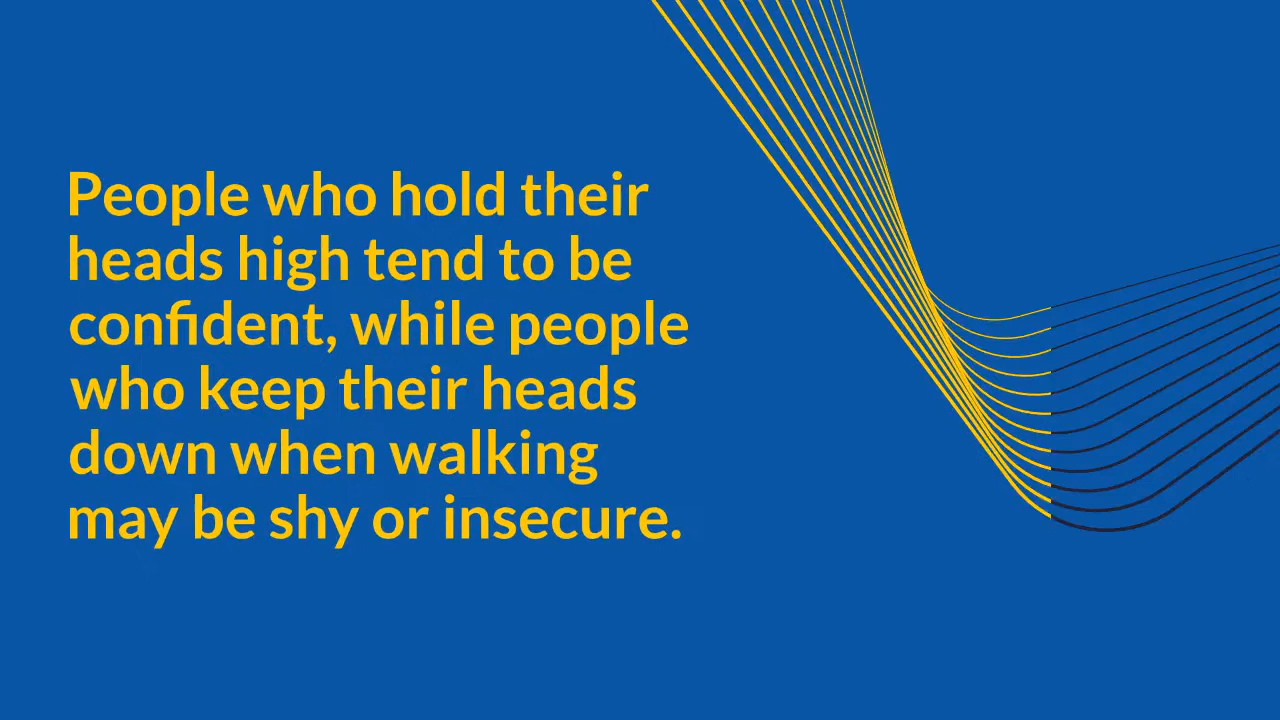 People who hold their
heads high tend to be
confident, while people
who keep their heads
down when walking
may be shy or insecure.